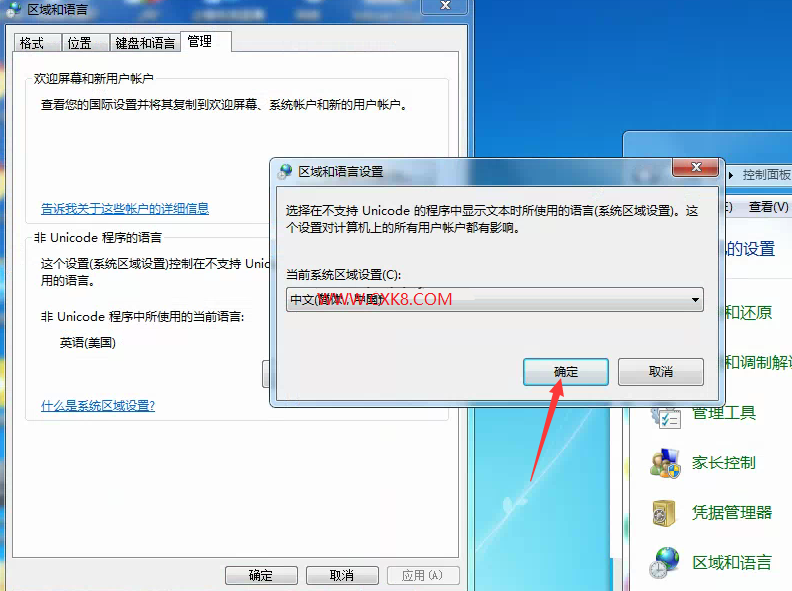 区域和语言
格式
位置
键盘和语言
管理
欢迎屏幕和新用户帐户
查看您的国际设置并将其复制到欢迎屏幕、系统帐户和新的用户帐户。
告诉我关于这些帐户的详细信息
非 Unicode 程序的语言
这个设置(系统区域设置)控制在不支持 Unic
用的语言。
非 Unicode 程序中所使用的当前语言:
英语(美国)
什么是系统区域设置?
确定
取消
应用(A)
区域和语言设置
选择在不支持 Unicode 的程序中显示文本时所使用的语言(系统区域设置)。这
个设置对计算机上的所有用户帐户都有影响。
当前系统区域设置(C):
中文(简体，中国)
WWW.CXK8.COM
确定
取消
控制面板
查看(V)
的设置
和还原
和调制解
管理工具
家长控制
凭据管理器
区域和语言